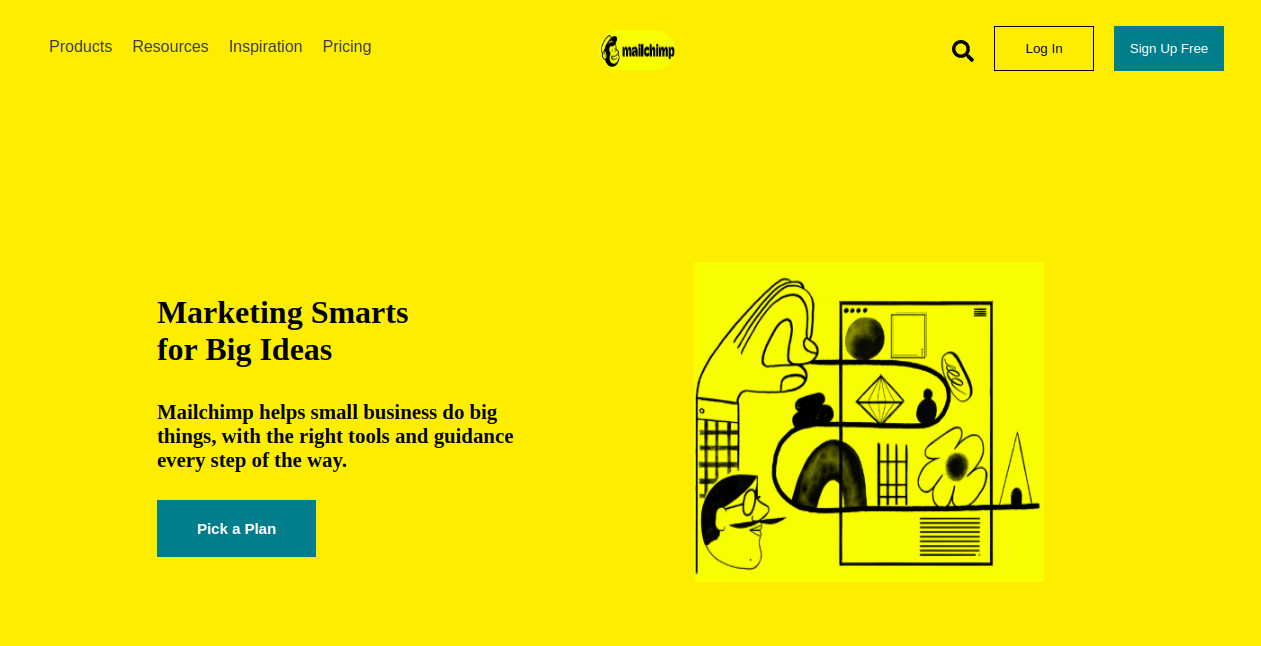 Products Resources Inspiration Pricing
mailchimp
Log In
Sign Up Free
Marketing Smarts
for Big Ideas
Mailchimp helps small business do big
things, with the right tools and guidance
every step of the way.
Pick a Plan